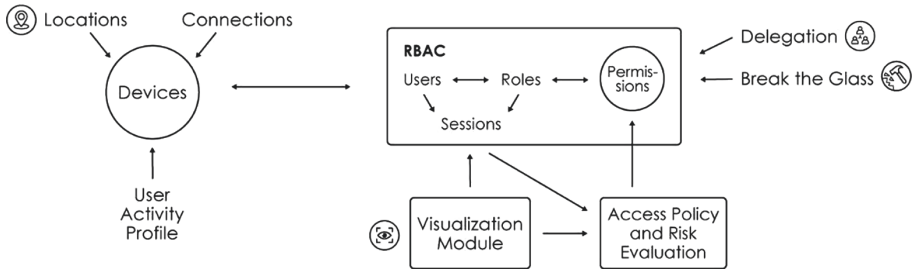 Locations
Connections
Devices
User
Activity
Profile
RBAC
Users
Roles
Permis-
sions
Sessions
Delegation
Break the Glass
Visualization
Module
Access Policy
and Risk
Evaluation